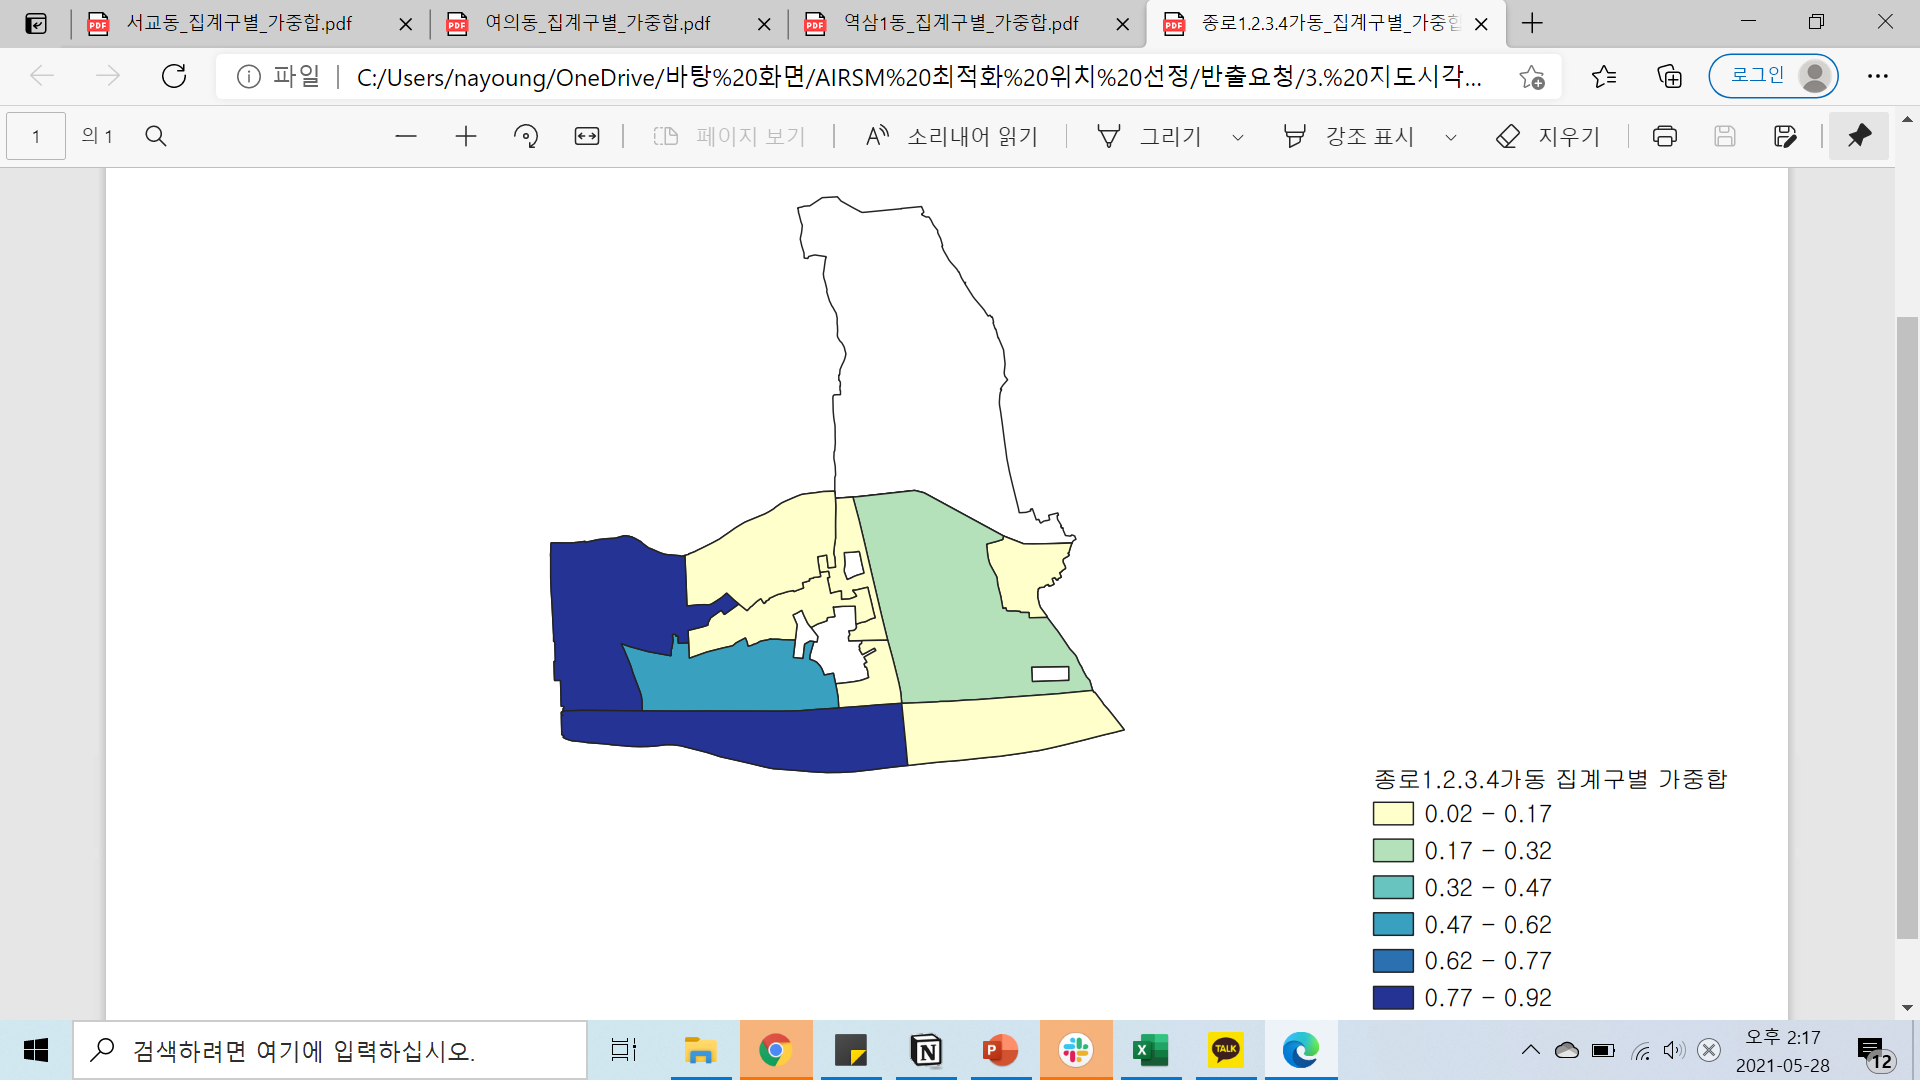 서교동_집계구별_가중합.pdf
여의동_집계구별_가중합.pdf
역삼1동_집계구별_가중합.pdf
종로1.2.3.4가동_집계구별_가중합
파일 | C:/Users/nayoung/OneDrive/바탕%20화면/AIRSM%20최적화%20위치%20선정/반출요청/3.%20지도시각...
로그인
1 의 1
페이지 보기
소리내어 읽기
그리기
강조 표시
지우기
종로1.2.3.4가동 집계구별 가중합
0.02 - 0.17
0.17 - 0.32
0.32 - 0.47
0.47 - 0.62
0.62 - 0.77
0.77 - 0.92
검색하려면 여기에 입력하십시오.
TALK
오후 2:17
2021-05-28
12